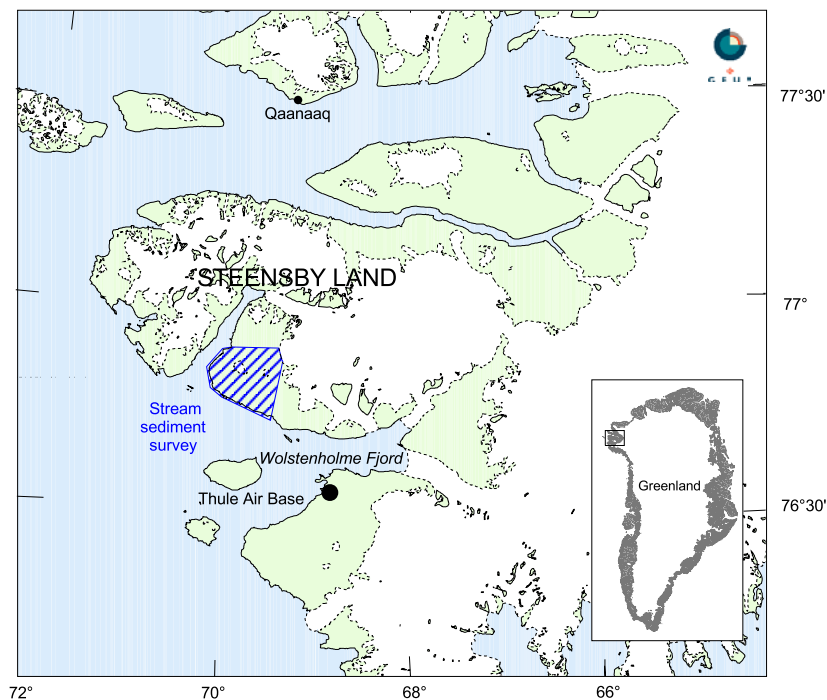 G E U S
77°30'
Qaanaaq
STEENSBY LAND
77°
Stream
sediment
survey
Wolstenholme Fjord
Thule Air Base
Greenland
76°30'
72°
70°
68°
66°